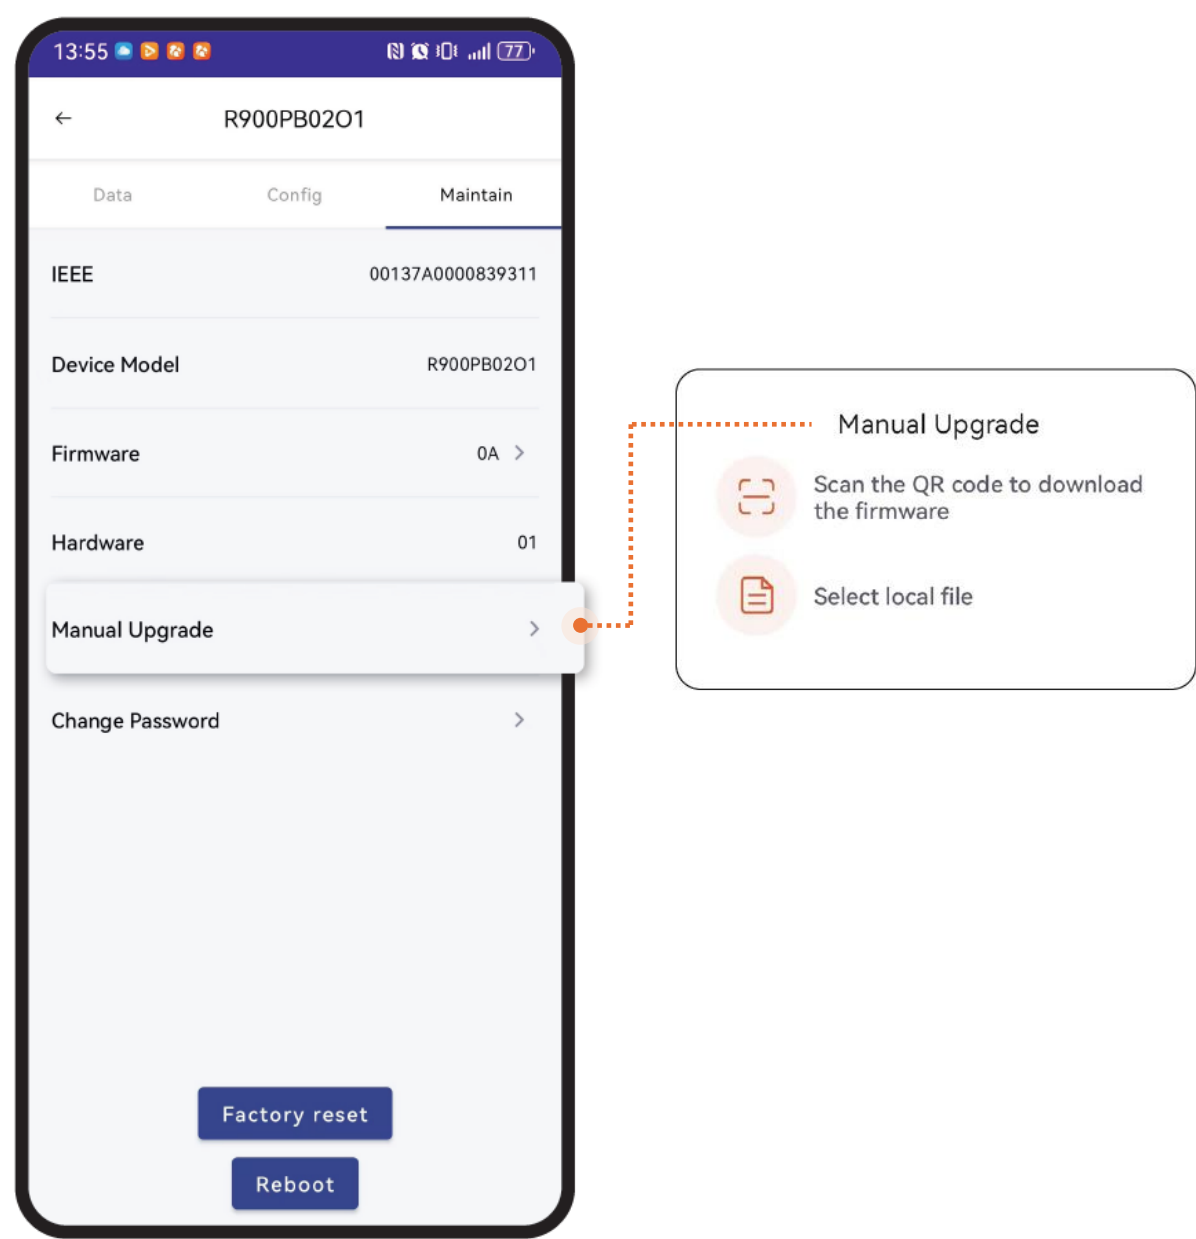 13:55 77
R900PB02O1
Data Config Maintain
IEEE 00137A0000839311
Device Model R900PB02O1
Firmware 0A
Hardware 01
Manual Upgrade
Change Password
Factory reset
Reboot
Manual Upgrade
Scan the QR code to download
the firmware
Select local file